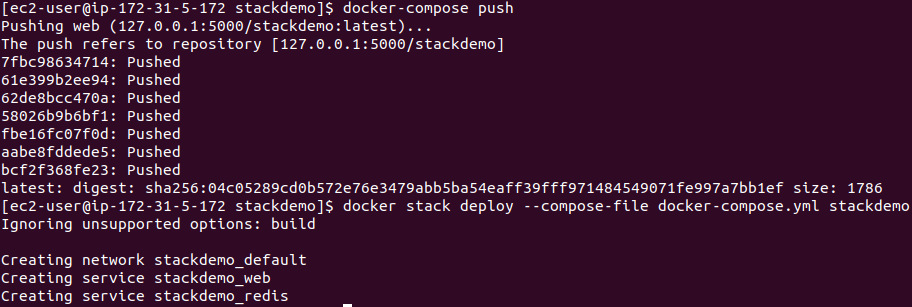 [ec2-user@ip-172-31-5-172 stackdemo]$ docker-compose push
Pushing web (127.0.0.1:5000/stackdemo:latest)...
The push refers to repository [127.0.0.1:5000/stackdemo]
7fbc98634714: Pushed
61e399b2ee94: Pushed
62de8bcc470a: Pushed
58026b9b6bf1: Pushed
fbe16fc07f0d: Pushed
aabe8fddede5: Pushed
bcf2f368fe23: Pushed
latest: digest: sha256:04c05289cd0b572e76e3479abb5ba54eaff39fff971484549071fe997a7bb1ef size: 1786
[ec2-user@ip-172-31-5-172 stackdemo]$ docker stack deploy --compose-file docker-compose.yml stackdemo
Ignoring unsupported options: build
Creating network stackdemo_default
Creating service stackdemo_web
Creating service stackdemo_redis